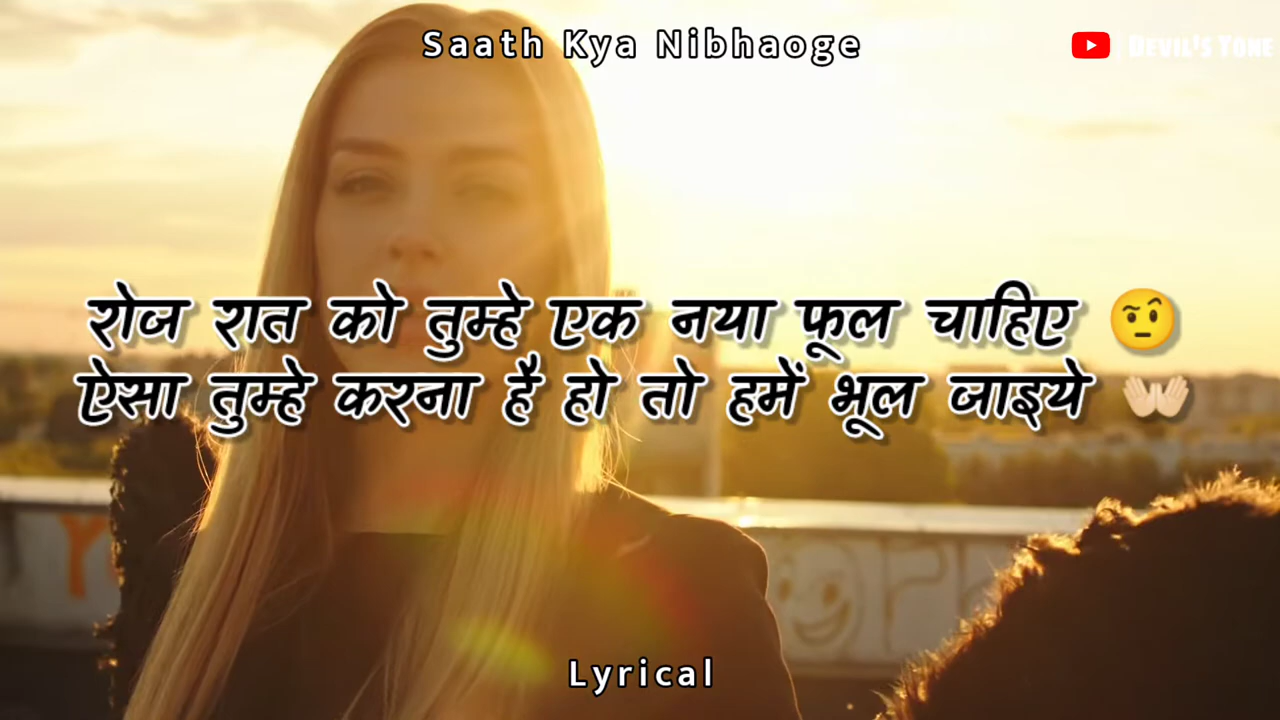 Saath Kya Nibhaoge
DEVIL'S TONE
रोज रात को तुम्हे एक नया फूल चाहिए 🤨
ऐसा तुम्हे करना है हो तो हमें भूल जाइये 👐🏻
Lyrical